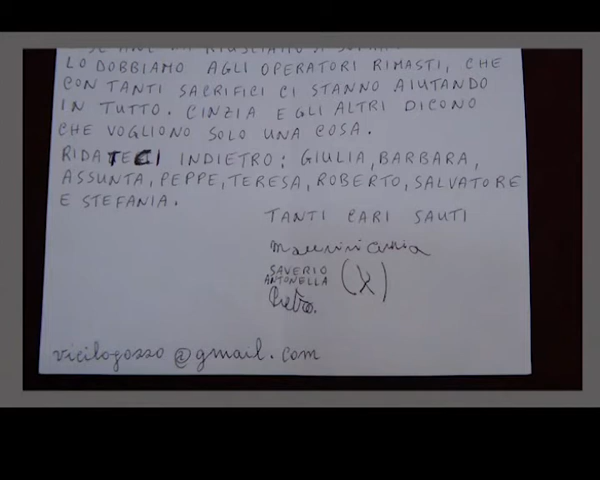 LO DOBBIAMO AGLI OPERATORI RIMASTI, CHE
CON TANTI SACRIFICI CI STANNO AIUTANDO
IN TUTTO. CINZIA E GLI ALTRI DICONO
CHE VOGLIONO SOLO UNA COSA.
RIDATECI INDIETRO: GIULIA, BARBARA,
ASSUNTA, PEPPE, TERESA, ROBERTO, SALVATORE
E STEFANIA.
TANTI CARI SAUTI
SAVERIO
ANTONELLA (X)
Pietro.
vicilogozzo@gmail.com